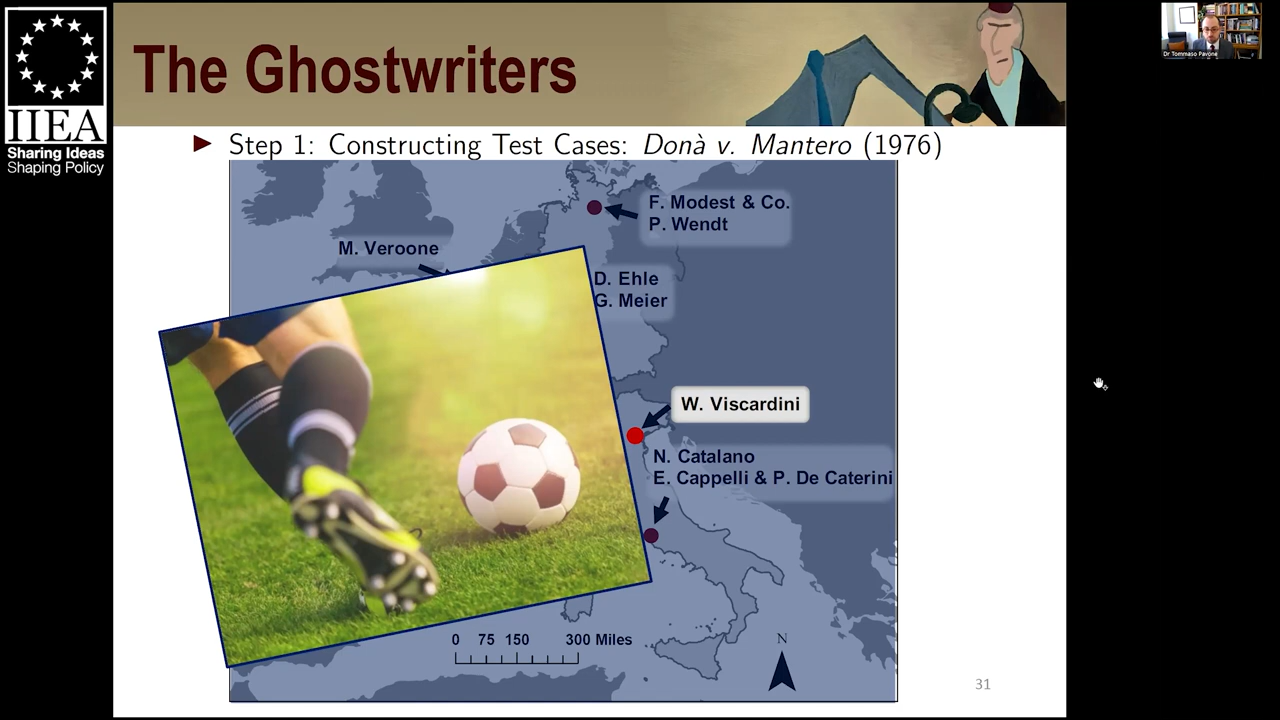 IIEA
Sharing Ideas
Shaping Policy
The Ghostwriters
Step 1: Constructing Test Cases: Donà v. Mantero (1976)
F. Modest & Co.
P. Wendt
M. Veroone
D. Ehle
G. Meier
W. Viscardini
N. Catalano
E. Cappelli & P. De Caterini
0 75 150 300 Miles
N
31
Dr Tommaso Pavone